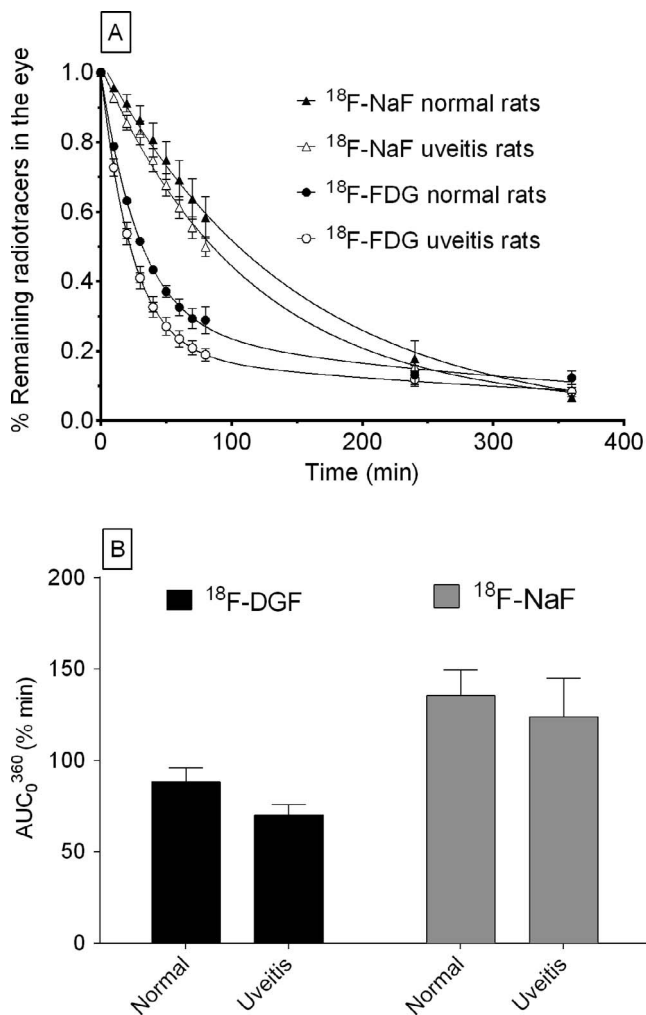 A
% Remaining radiotracers in the eye
1.0
0.8
0.6
0.4
0.2
0.0
¹⁸F-NaF normal rats
¹⁸F-NaF uveitis rats
¹⁸F-FDG normal rats
¹⁸F-FDG uveitis rats
0 100 200 300 400
Time (min)
B
AUC₀³⁶⁰ (% min)
200
150
100
50
0
¹⁸F-DGF
¹⁸F-NaF
Normal
Uveitis
Normal
Uveitis